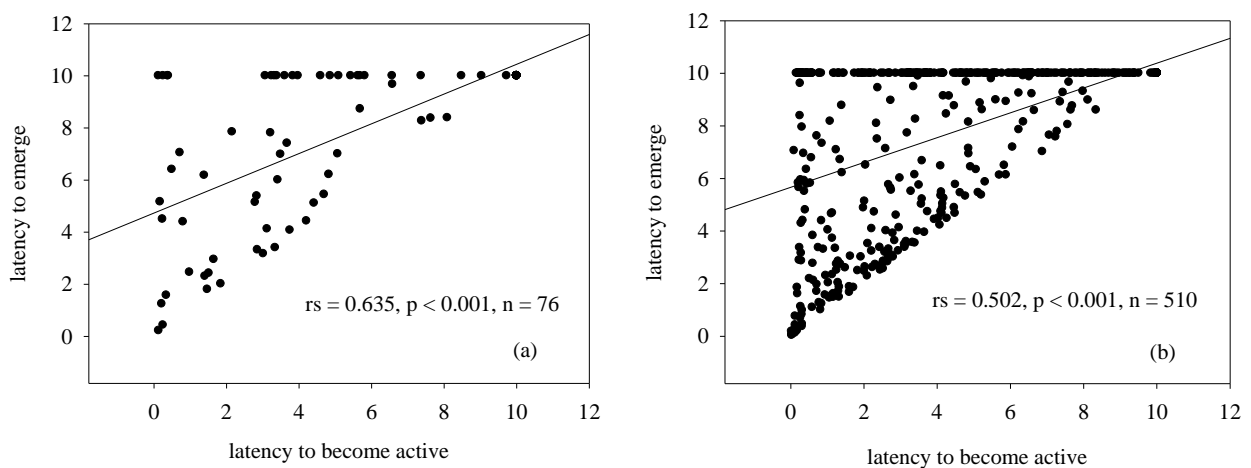 12
10
8
6
4
2
0
latency to emerge
rs = 0.635, p < 0.001, n = 76
(a)
0 2 4 6 8 10 12
latency to become active
12
10
8
6
4
2
0
latency to emerge
rs = 0.502, p < 0.001, n = 510
(b)
0 2 4 6 8 10 12
latency to become active